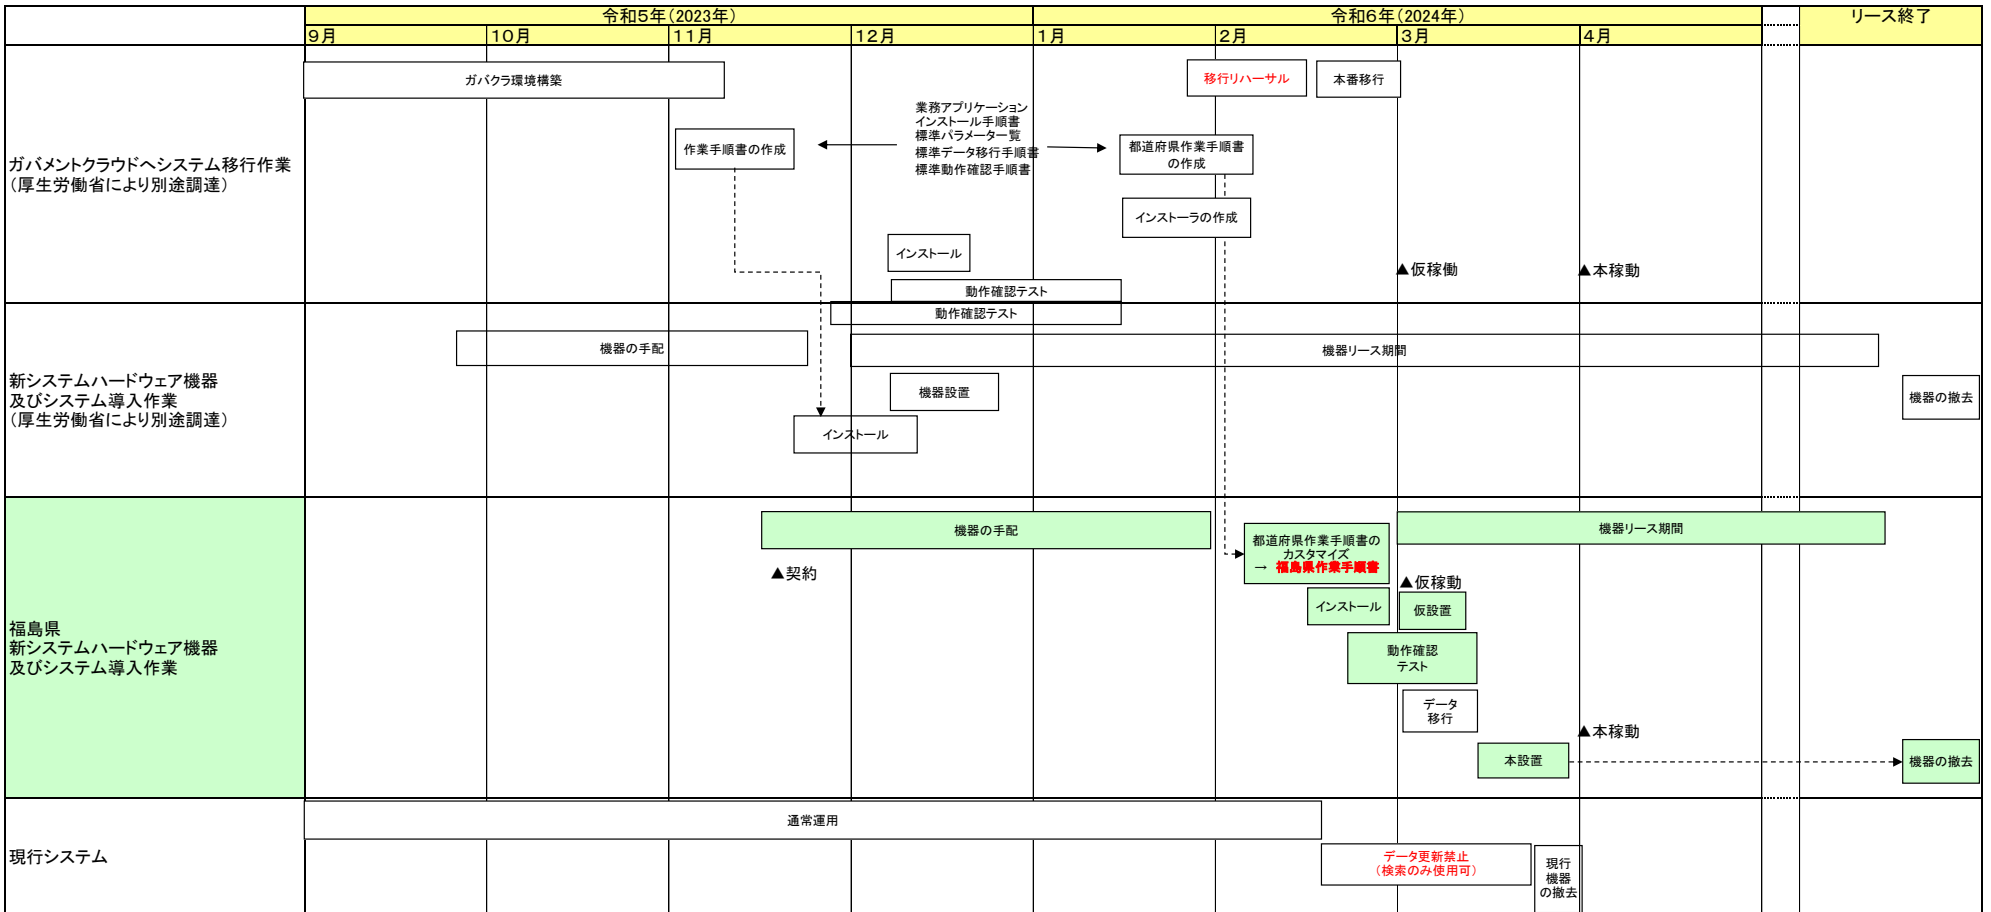 令和5年(2023年)
令和6年(2024年)
リース終了
9月
10月
11月
12月
1月
2月
3月
4月
ガバメントクラウドへシステム移行作業
(厚生労働省により別途調達)
ガバクラ環境構築
移行リハーサル
本番移行
作業手順書の作成
業務アプリケーション
インストール手順書
標準パラメータ一覧
標準データ移行手順書
標準動作確認手順書
都道府県作業手順書
の作成
インストーラの作成
インストール
▲仮稼働
▲本稼動
動作確認テスト
新システムハードウェア機器
及びシステム導入作業
(厚生労働省により別途調達)
動作確認テスト
機器の手配
機器リース期間
機器設置
機器の撤去
インストール
福島県
新システムハードウェア機器
及びシステム導入作業
機器の手配
▲契約
都道府県作業手順書の
カスタマイズ
→ 福島県作業手順書
機器リース期間
▲仮稼動
インストール
仮設置
動作確認
テスト
データ
移行
▲本稼動
本設置
機器の撤去
現行システム
通常運用
データ更新禁止
(検索のみ使用可)
現行
機器
の撤去